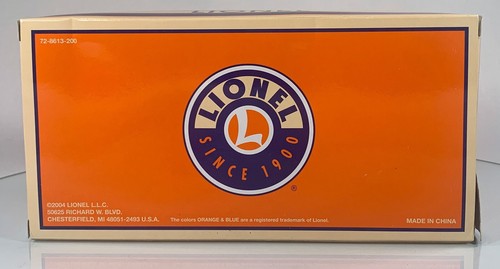 LIONEL
72-8613-200
LIONEL
L
SINCE 1900
®
©2004 LIONEL L.L.C.
50625 RICHARD W. BLVD.
CHESTERFIELD, MI 48051-2493 U.S.A.
The colors ORANGE & BLUE are a registered trademark of Lionel.
MADE IN CHINA